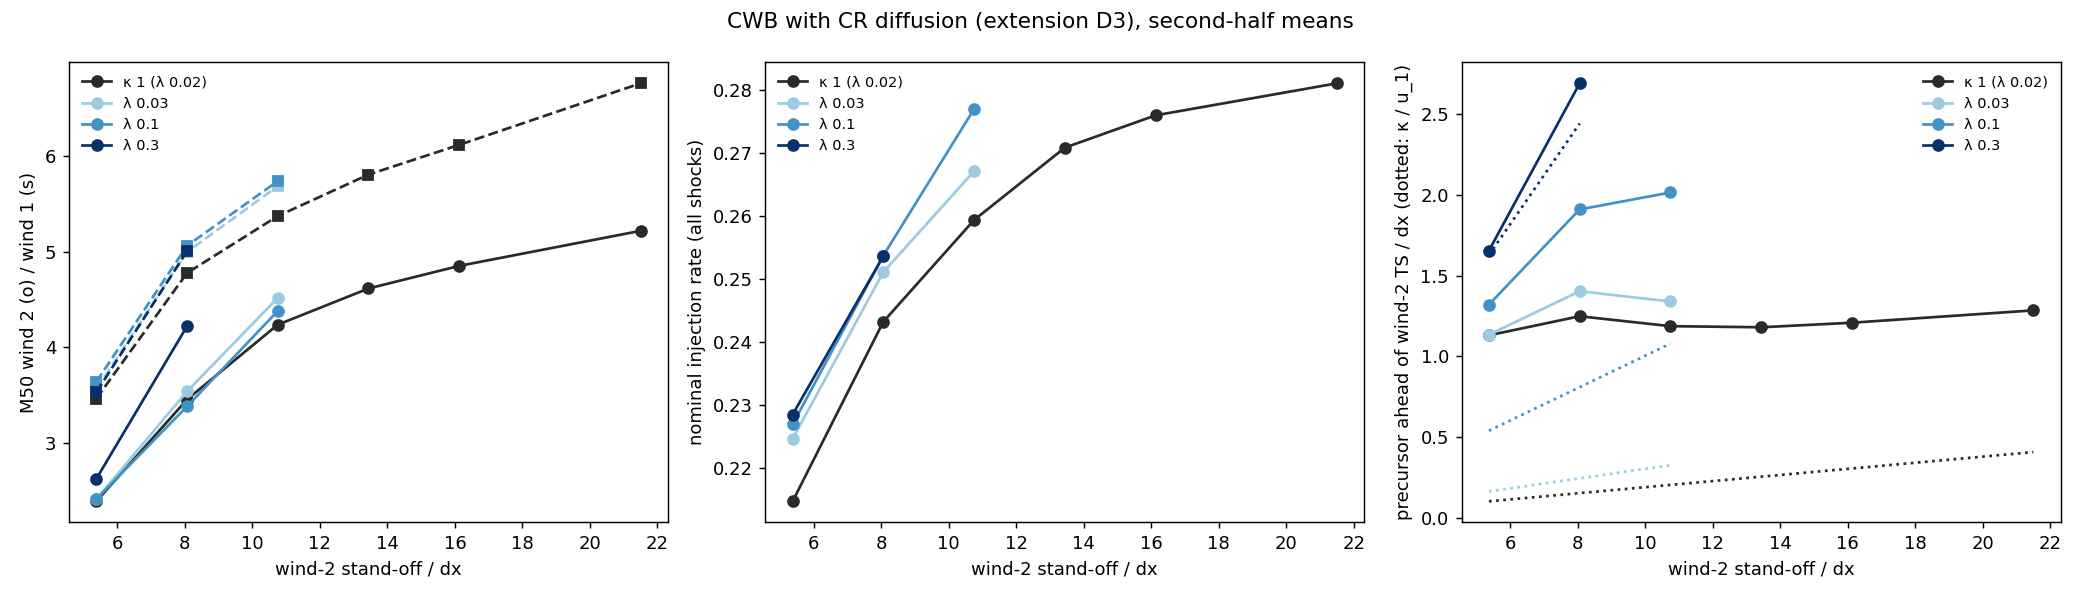 CWB with CR diffusion (extension D3), second-half means
M50 wind 2 (o) / wind 1 (s)
6
5
4
3
κ 1 (λ 0.02)
λ 0.03
λ 0.1
λ 0.3
6 8 10 12 14 16 18 20 22
wind-2 stand-off / dx
nominal injection rate (all shocks)
0.28
0.27
0.26
0.25
0.24
0.23
0.22
κ 1 (λ 0.02)
λ 0.03
λ 0.1
λ 0.3
6 8 10 12 14 16 18 20 22
wind-2 stand-off / dx
precursor ahead of wind-2 TS / dx (dotted: κ / u_1)
2.5
2.0
1.5
1.0
0.5
0.0
κ 1 (λ 0.02)
λ 0.03
λ 0.1
λ 0.3
6 8 10 12 14 16 18 20 22
wind-2 stand-off / dx